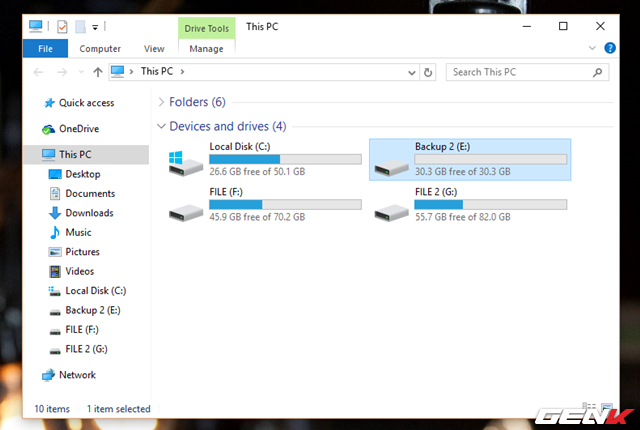 Drive Tools
This PC
File
Computer
View
Manage
This PC
Search This PC
Quick access
OneDrive
This PC
Desktop
Documents
Downloads
Music
Pictures
Videos
Local Disk (C:)
Backup 2 (E:)
FILE (F:)
FILE 2 (G:)
Network
Folders (6)
Devices and drives (4)
Local Disk (C:)
26.6 GB free of 50.1 GB
Backup 2 (E:)
30.3 GB free of 30.3 GB
FILE (F:)
45.9 GB free of 70.2 GB
FILE 2 (G:)
55.7 GB free of 82.0 GB
10 items
1 item selected
GENK